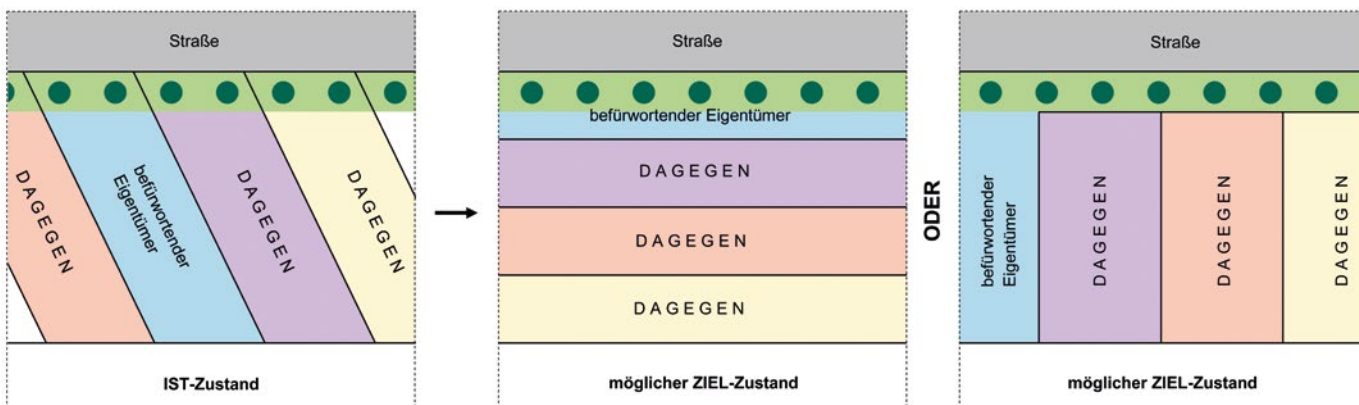 Straße
DAGEGEN
befürwortender
Eigentümer
DAGEGEN
DAGEGEN
IST-Zustand
Straße
befürwortender Eigentümer
DAGEGEN
DAGEGEN
DAGEGEN
möglicher ZIEL-Zustand
ODER
Straße
befürwortender
Eigentümer
DAGEGEN
DAGEGEN
DAGEGEN
möglicher ZIEL-Zustand